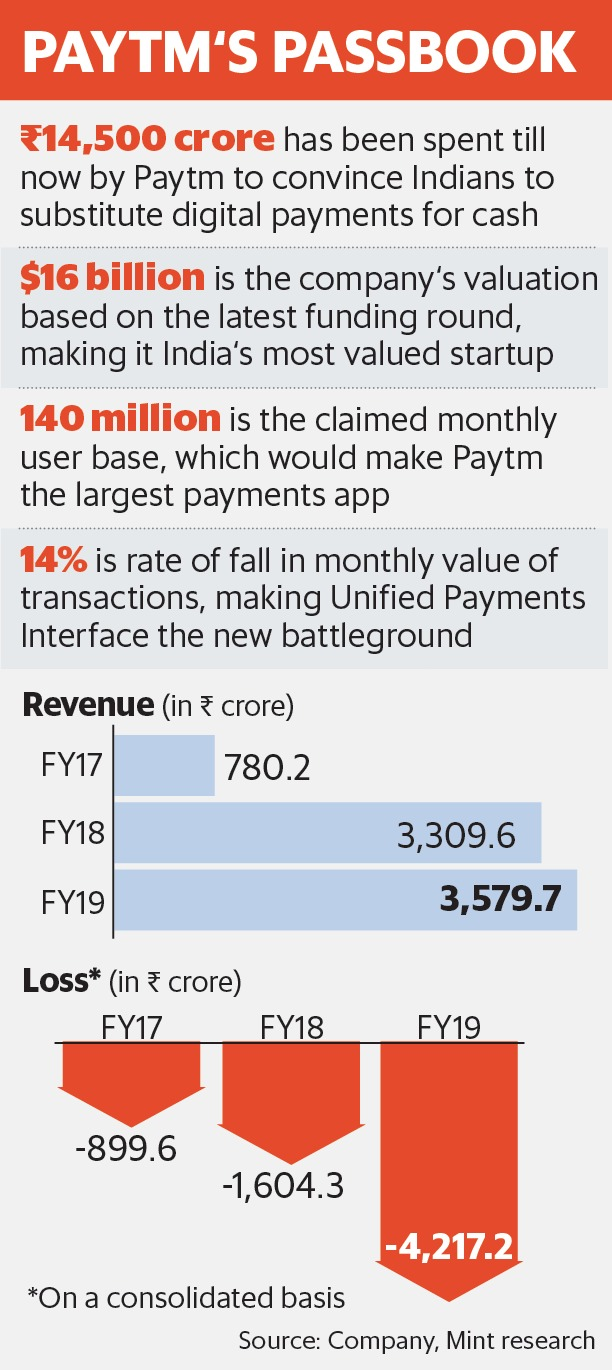 PAYTM‘S PASSBOOK
₹14,500 crore has been spent till
now by Paytm to convince Indians to
substitute digital payments for cash
$16 billion is the company‘s valuation
based on the latest funding round,
making it India‘s most valued startup
140 million is the claimed monthly
user base, which would make Paytm
the largest payments app
14% is rate of fall in monthly value of
transactions, making Unified Payments
Interface the new battleground
Revenue (in ₹ crore)
FY17 780.2
FY18 3,309.6
FY19 3,579.7
Loss* (in ₹ crore)
FY17 FY18 FY19
-899.6
-1,604.3
-4,217.2
*On a consolidated basis
Source: Company, Mint research